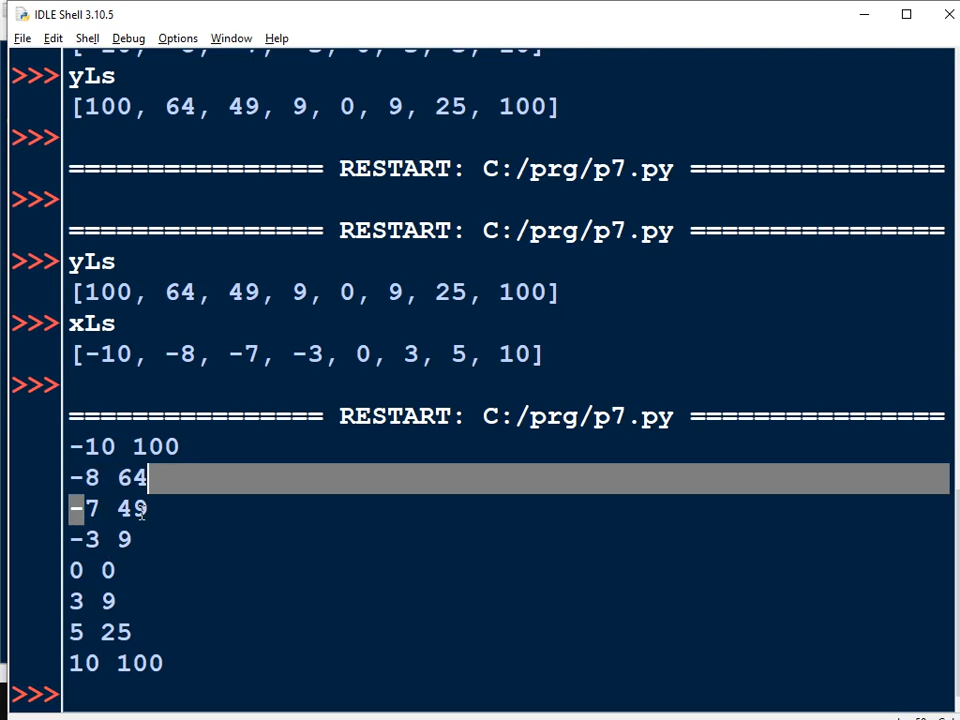 IDLE Shell 3.10.5
File Edit Shell Debug Options Window Help
>>> yLs
[100, 64, 49, 9, 0, 9, 25, 100]
>>>
================ RESTART: C:/prg/p7.py ================
>>>
================ RESTART: C:/prg/p7.py ================
>>> yLs
[100, 64, 49, 9, 0, 9, 25, 100]
>>> xLs
[-10, -8, -7, -3, 0, 3, 5, 10]
>>>
================ RESTART: C:/prg/p7.py ================
-10 100
-8 64
-7 49
-3 9
0 0
3 9
5 25
10 100
>>>